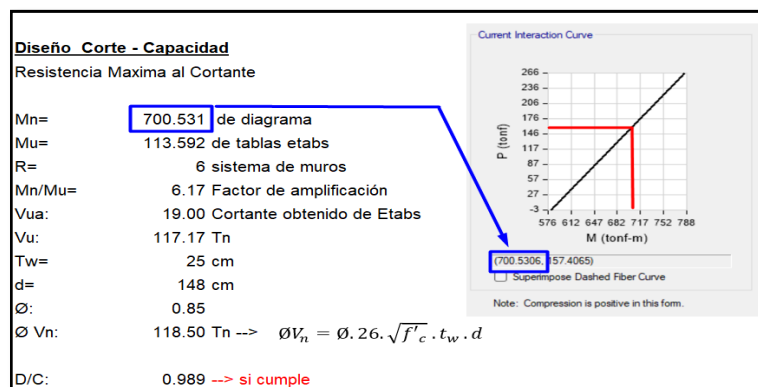 Diseño Corte - Capacidad
Resistencia Maxima al Cortante
Mn= 700.531 de diagrama
Mu= 113.592 de tablas etabs
R= 6 sistema de muros
Mn/Mu= 6.17 Factor de amplificación
Vua: 19.00 Cortante obtenido de Etabs
Vu: 117.17 Tn
Tw= 25 cm
d= 148 cm
Ø: 0.85
Ø Vn: 118.50 Tn --> ØVₙ = Ø.26.√f'c .t_w .d
D/C: 0.989 --> si cumple
Current Interaction Curve
P (tonf)
266
236
206
176
146
117
87
57
27
-3
576 612 647 682 717 752 788
M (tonf-m)
(700.5306, 157.4065)
Superimpose Dashed Fiber Curve
Note: Compression is positive in this form.